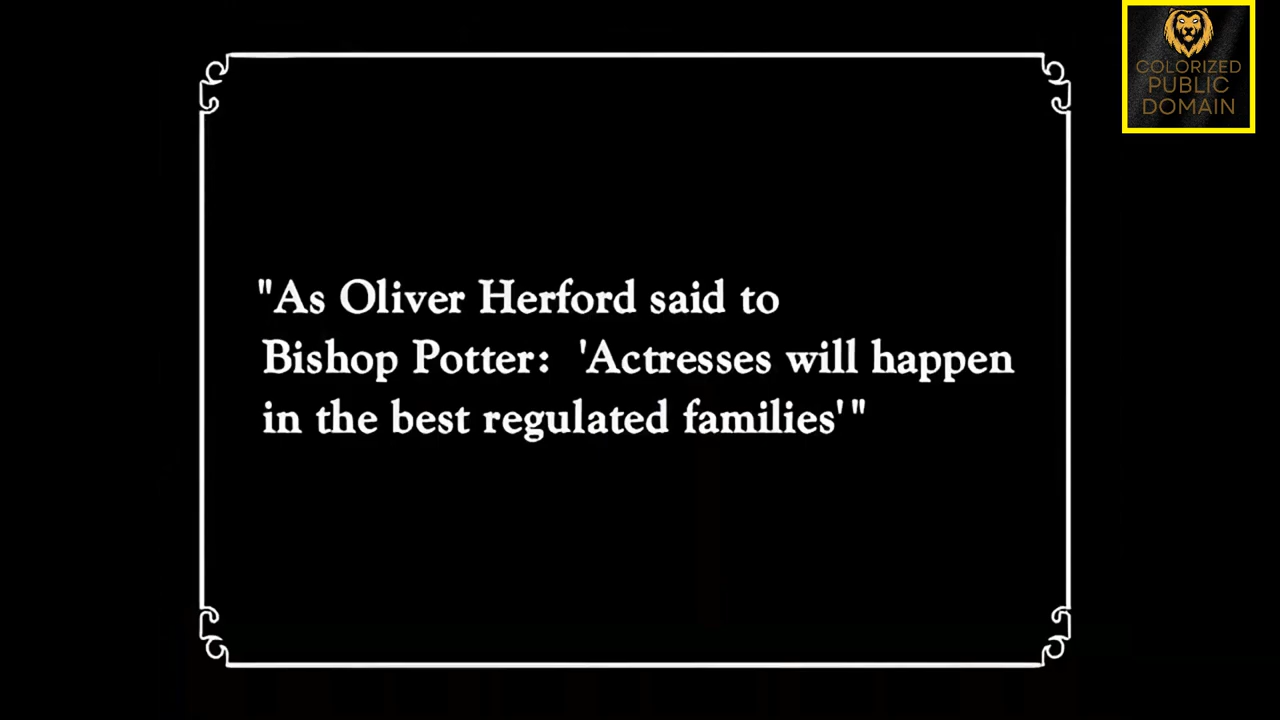 COLORIZED
PUBLIC
DOMAIN
"As Oliver Herford said to
Bishop Potter: 'Actresses will happen
in the best regulated families'"